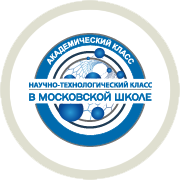 АКАДЕМИЧЕСКИЙ КЛАСС
НАУЧНО-ТЕХНОЛОГИЧЕСКИЙ КЛАСС
В МОСКОВСКОЙ ШКОЛЕ